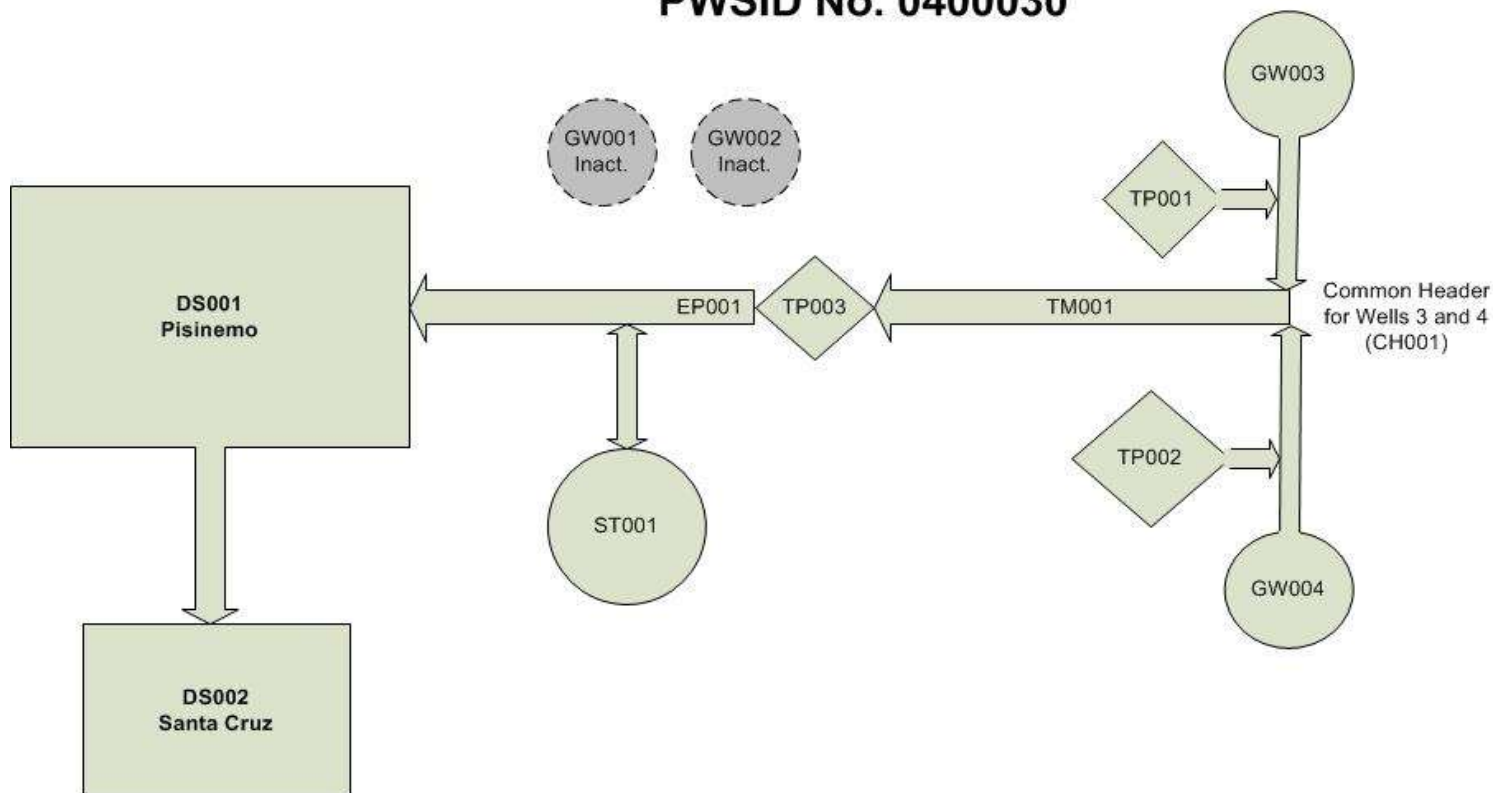 PWSID No. 0400030
GW003
GW001
Inact.
GW002
Inact.
TP001
DS001
Pisinemo
EP001
TP003
TM001
Common Header
for Wells 3 and 4
(CH001)
TP002
ST001
GW004
DS002
Santa Cruz